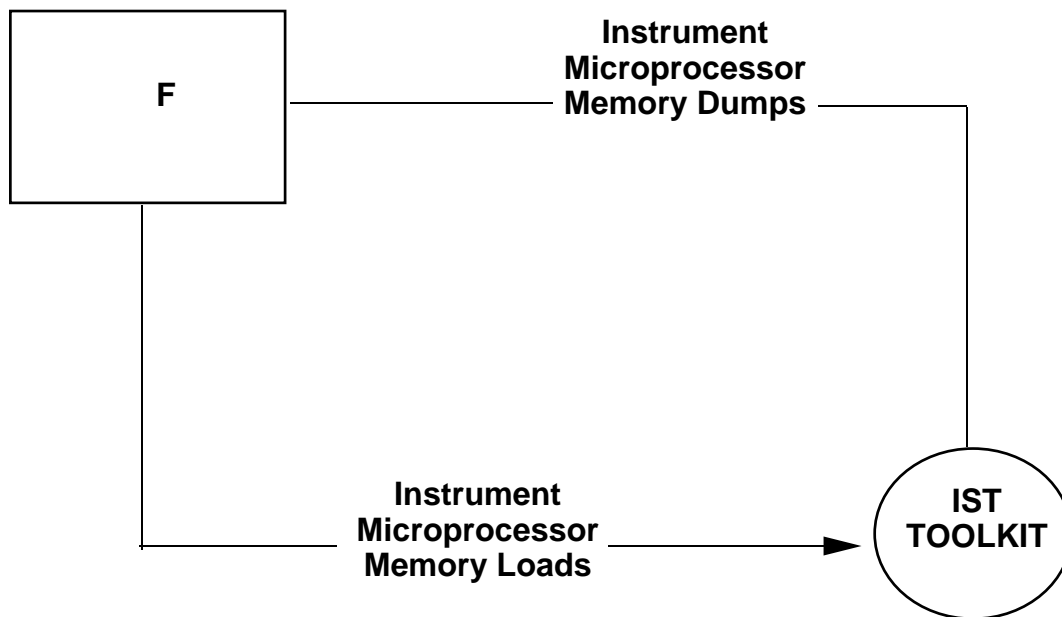 F
Instrument
Microprocessor
Memory Dumps
Instrument
Microprocessor
Memory Loads
IST
TOOLKIT